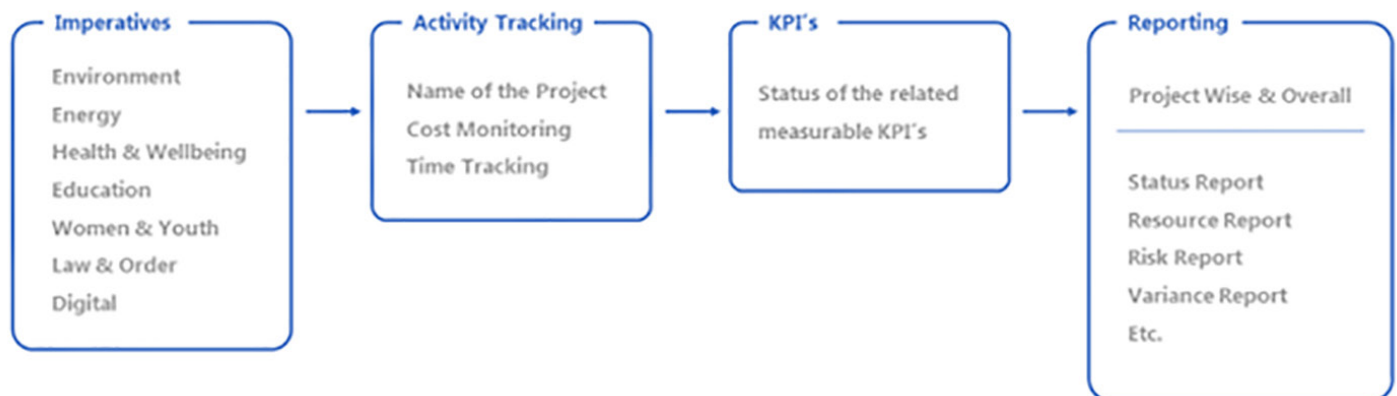 Imperatives
Environment
Energy
Health & Wellbeing
Education
Women & Youth
Law & Order
Digital
Activity Tracking
Name of the Project
Cost Monitoring
Time Tracking
KPI´s
Status of the related
measurable KPI´s
Reporting
Project Wise & Overall
Status Report
Resource Report
Risk Report
Variance Report
Etc.